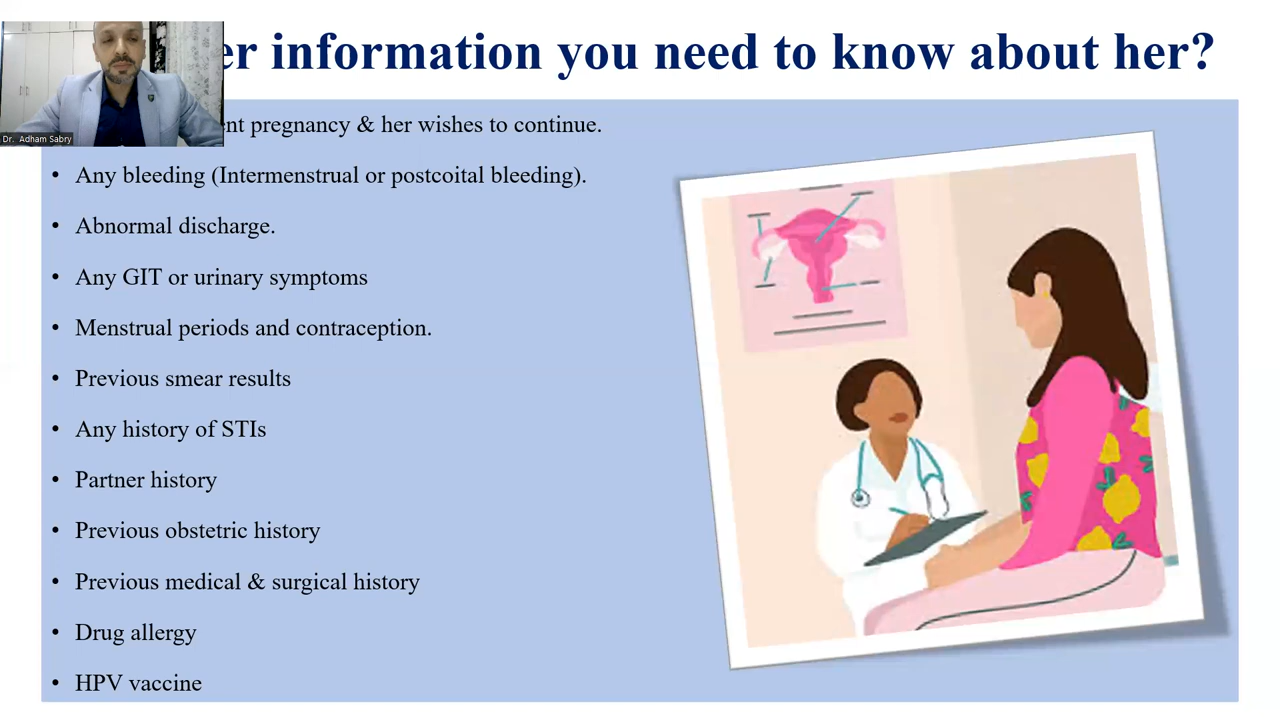 er information you need to know about her?
Dr. Adham Sabry
ent pregnancy & her wishes to continue.
• Any bleeding (Intermenstrual or postcoital bleeding).
• Abnormal discharge.
• Any GIT or urinary symptoms
• Menstrual periods and contraception.
• Previous smear results
• Any history of STIs
• Partner history
• Previous obstetric history
• Previous medical & surgical history
• Drug allergy
• HPV vaccine